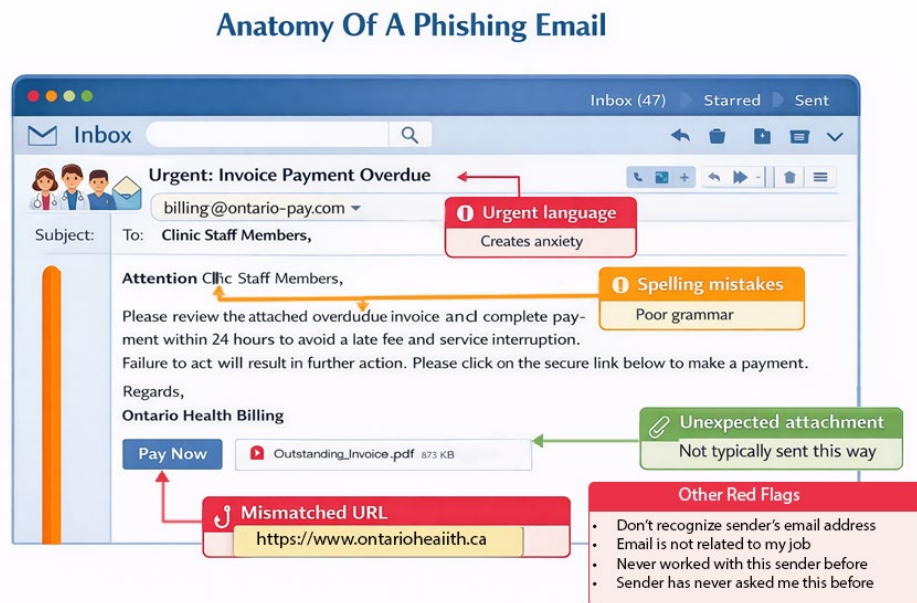 Anatomy Of A Phishing Email
Inbox (47) Starred Sent
Inbox
Urgent: Invoice Payment Overdue
billing@ontario-pay.com
Urgent language
Creates anxiety
Subject:
To: Clinic Staff Members,
Attention Clihc Staff Members,
Spelling mistakes
Poor grammar
Please review the attached overdudue invoice and complete pay-
ment within 24 hours to avoid a late fee and service interruption.
Failure to act will result in further action. Please click on the secure link below to make a payment.
Regards,
Ontario Health Billing
Unexpected attachment
Not typically sent this way
Pay Now
Outstanding_Invoice.pdf 873 KB
Mismatched URL
https://www.ontarioheaiith.ca
Other Red Flags
• Don't recognize sender's email address
• Email is not related to my job
• Never worked with this sender before
• Sender has never asked me this before